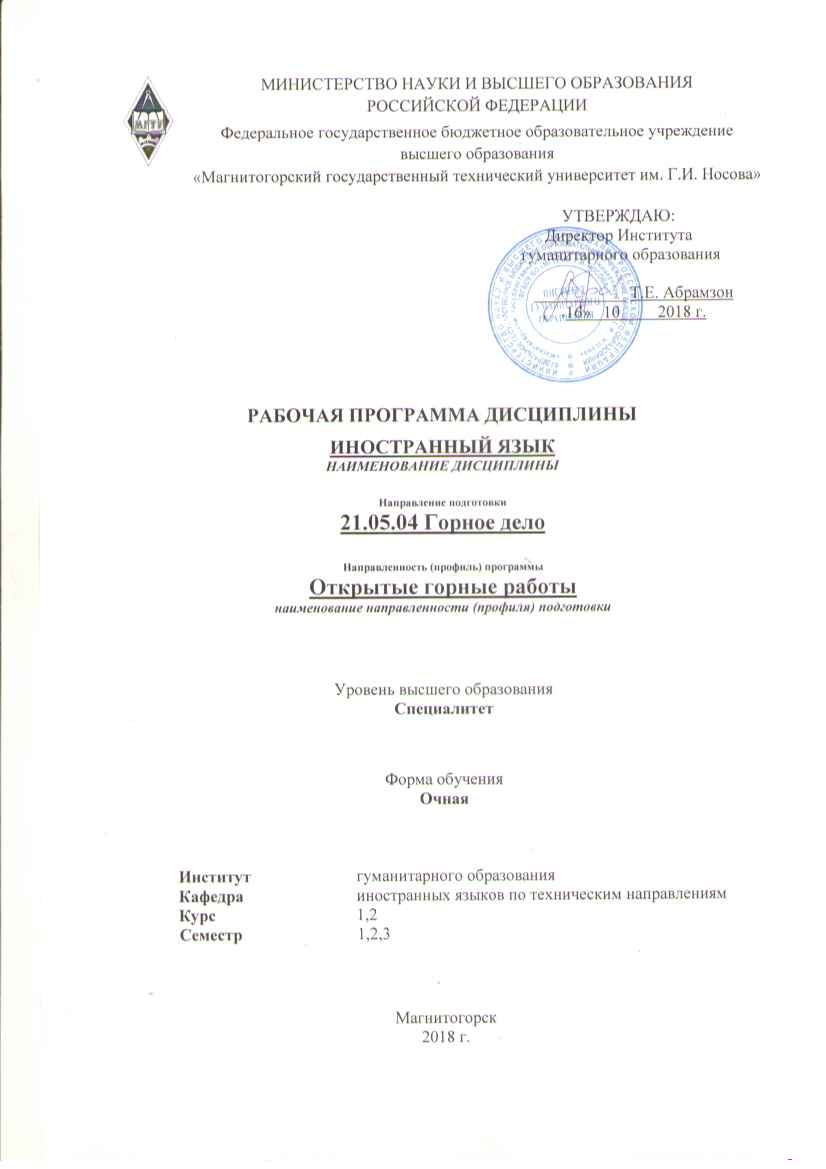 МГТУ
МИНИСТЕРСТВО НАУКИ И ВЫСШЕГО ОБРАЗОВАНИЯ
РОССИЙСКОЙ ФЕДЕРАЦИИ
Федеральное государственное бюджетное образовательное учреждение
высшего образования
«Магнитогорский государственный технический университет им. Г.И. Носова»
УТВЕРЖДАЮ:
Директор Института
гуманитарного образования
Т.Е. Абрамзон
«16» 10 2018 г.
РАБОЧАЯ ПРОГРАММА ДИСЦИПЛИНЫ
ИНОСТРАННЫЙ ЯЗЫК
НАИМЕНОВАНИЕ ДИСЦИПЛИНЫ
Направление подготовки
21.05.04 Горное дело
Направленность (профиль) программы
Открытые горные работы
наименование направленности (профиля) подготовки
Уровень высшего образования
Специалитет
Форма обучения
Очная
Институт гуманитарного образования
Кафедра иностранных языков по техническим направлениям
Курс 1,2
Семестр 1,2,3
Магнитогорск
2018 г.